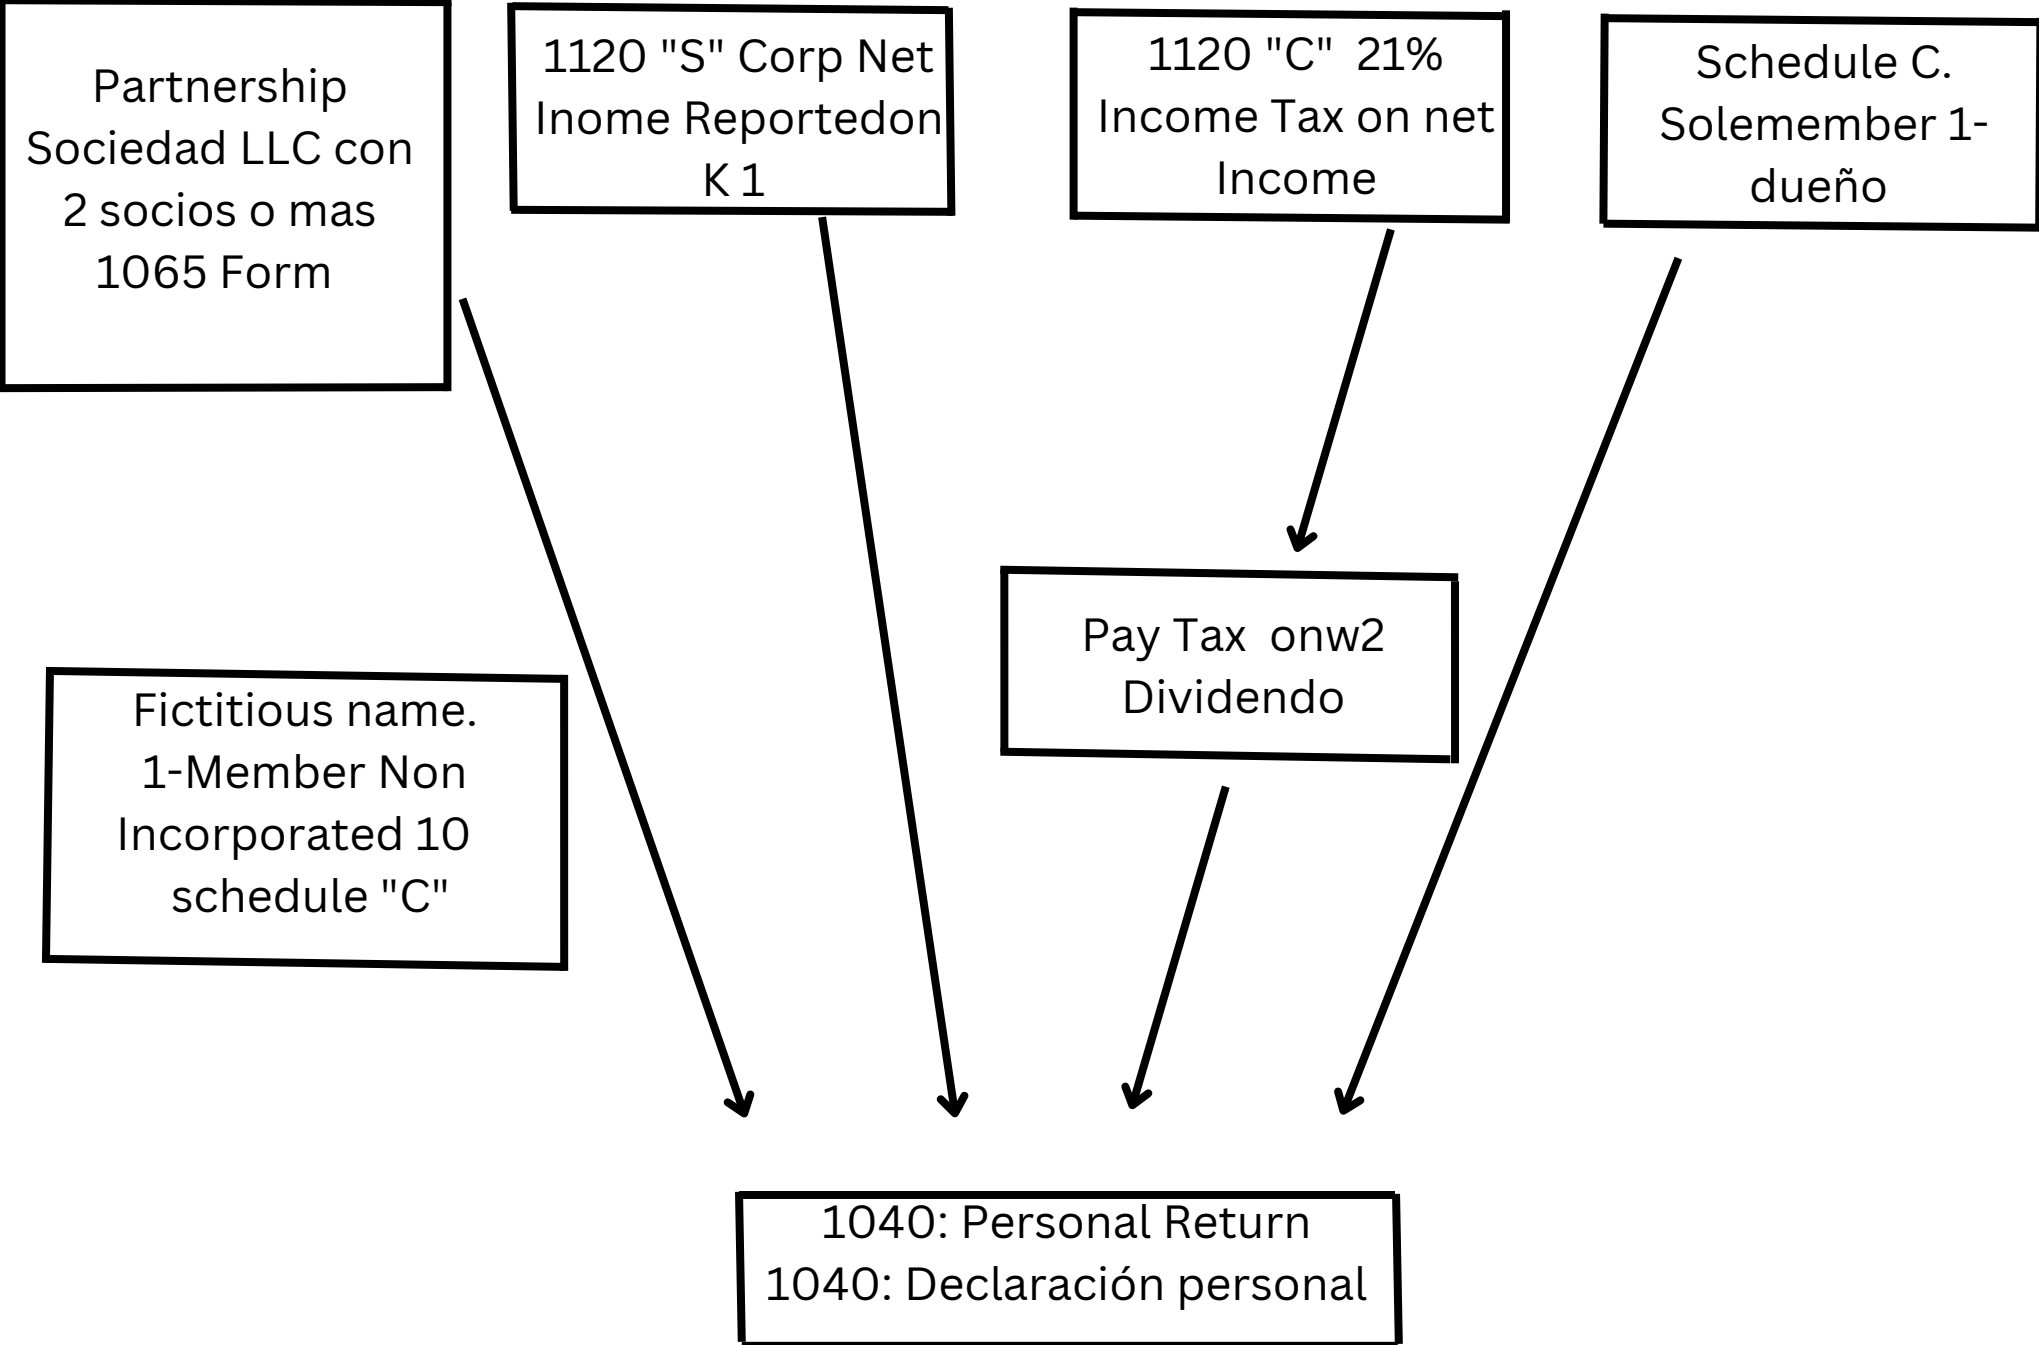 Partnership
Sociedad LLC con
2 socios o mas
1065 Form
1120 "S" Corp Net
Inome Reportedon
K 1
1120 "C" 21%
Income Tax on net
Income
Schedule C.
Solemember 1-
dueño
Pay Tax onw2
Dividendo
Fictitious name.
1-Member Non
Incorporated 10
schedule "C"
1040: Personal Return
1040: Declaración personal